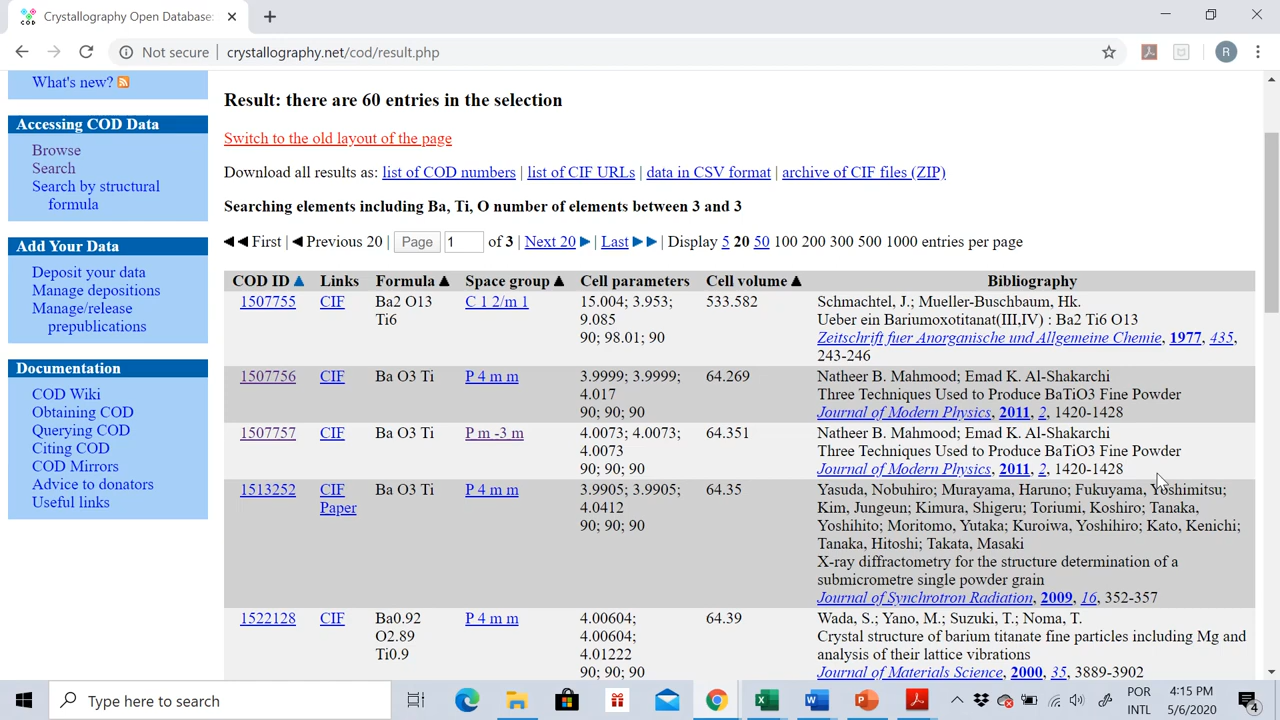 Crystallography Open Database:
Not secure | crystallography.net/cod/result.php
R
What's new?
Accessing COD Data
Browse
Search
Search by structural
formula
Add Your Data
Deposit your data
Manage depositions
Manage/release
prepublications
Documentation
COD Wiki
Obtaining COD
Querying COD
Citing COD
COD Mirrors
Advice to donators
Useful links
Result: there are 60 entries in the selection
Switch to the old layout of the page
Download all results as: list of COD numbers | list of CIF URLs | data in CSV format | archive of CIF files (ZIP)
Searching elements including Ba, Ti, O number of elements between 3 and 3
◀◀ First | ◀ Previous 20 | Page 1 of 3 | Next 20 ▶ | Last ▶▶ | Display 5 20 50 100 200 300 500 1000 entries per page
COD ID ▲ Links Formula ▲ Space group ▲ Cell parameters Cell volume ▲ Bibliography
1507755 CIF Ba2 O13 C 1 2/m 1 15.004; 3.953; 533.582 Schmachtel, J.; Mueller-Buschbaum, Hk.
Ti6 9.085 Ueber ein Bariumoxotitanat(III,IV) : Ba2 Ti6 O13
90; 98.01; 90 Zeitschrift fuer Anorganische und Allgemeine Chemie, 1977, 435,
243-246
1507756 CIF Ba O3 Ti P 4 m m 3.9999; 3.9999; 64.269 Natheer B. Mahmood; Emad K. Al-Shakarchi
4.017 Three Techniques Used to Produce BaTiO3 Fine Powder
90; 90; 90 Journal of Modern Physics, 2011, 2, 1420-1428
1507757 CIF Ba O3 Ti P m -3 m 4.0073; 4.0073; 64.351 Natheer B. Mahmood; Emad K. Al-Shakarchi
4.0073 Three Techniques Used to Produce BaTiO3 Fine Powder
90; 90; 90 Journal of Modern Physics, 2011, 2, 1420-1428
1513252 CIF Ba O3 Ti P 4 m m 3.9905; 3.9905; 64.35 Yasuda, Nobuhiro; Murayama, Haruno; Fukuyama, Yoshimitsu;
Paper 4.0412 Kim, Jungeun; Kimura, Shigeru; Toriumi, Koshiro; Tanaka,
90; 90; 90 Yoshihito; Moritomo, Yutaka; Kuroiwa, Yoshihiro; Kato, Kenichi;
Tanaka, Hitoshi; Takata, Masaki
X-ray diffractometry for the structure determination of a
submicrometre single powder grain
Journal of Synchrotron Radiation, 2009, 16, 352-357
1522128 CIF Ba0.92 P 4 m m 4.00604; 64.39 Wada, S.; Yano, M.; Suzuki, T.; Noma, T.
O2.89 4.00604; Crystal structure of barium titanate fine particles including Mg and
Ti0.9 4.01222 analysis of their lattice vibrations
90; 90; 90 Journal of Materials Science, 2000, 35, 3889-3902
Type here to search
POR
INTL
4:15 PM
5/6/2020
4